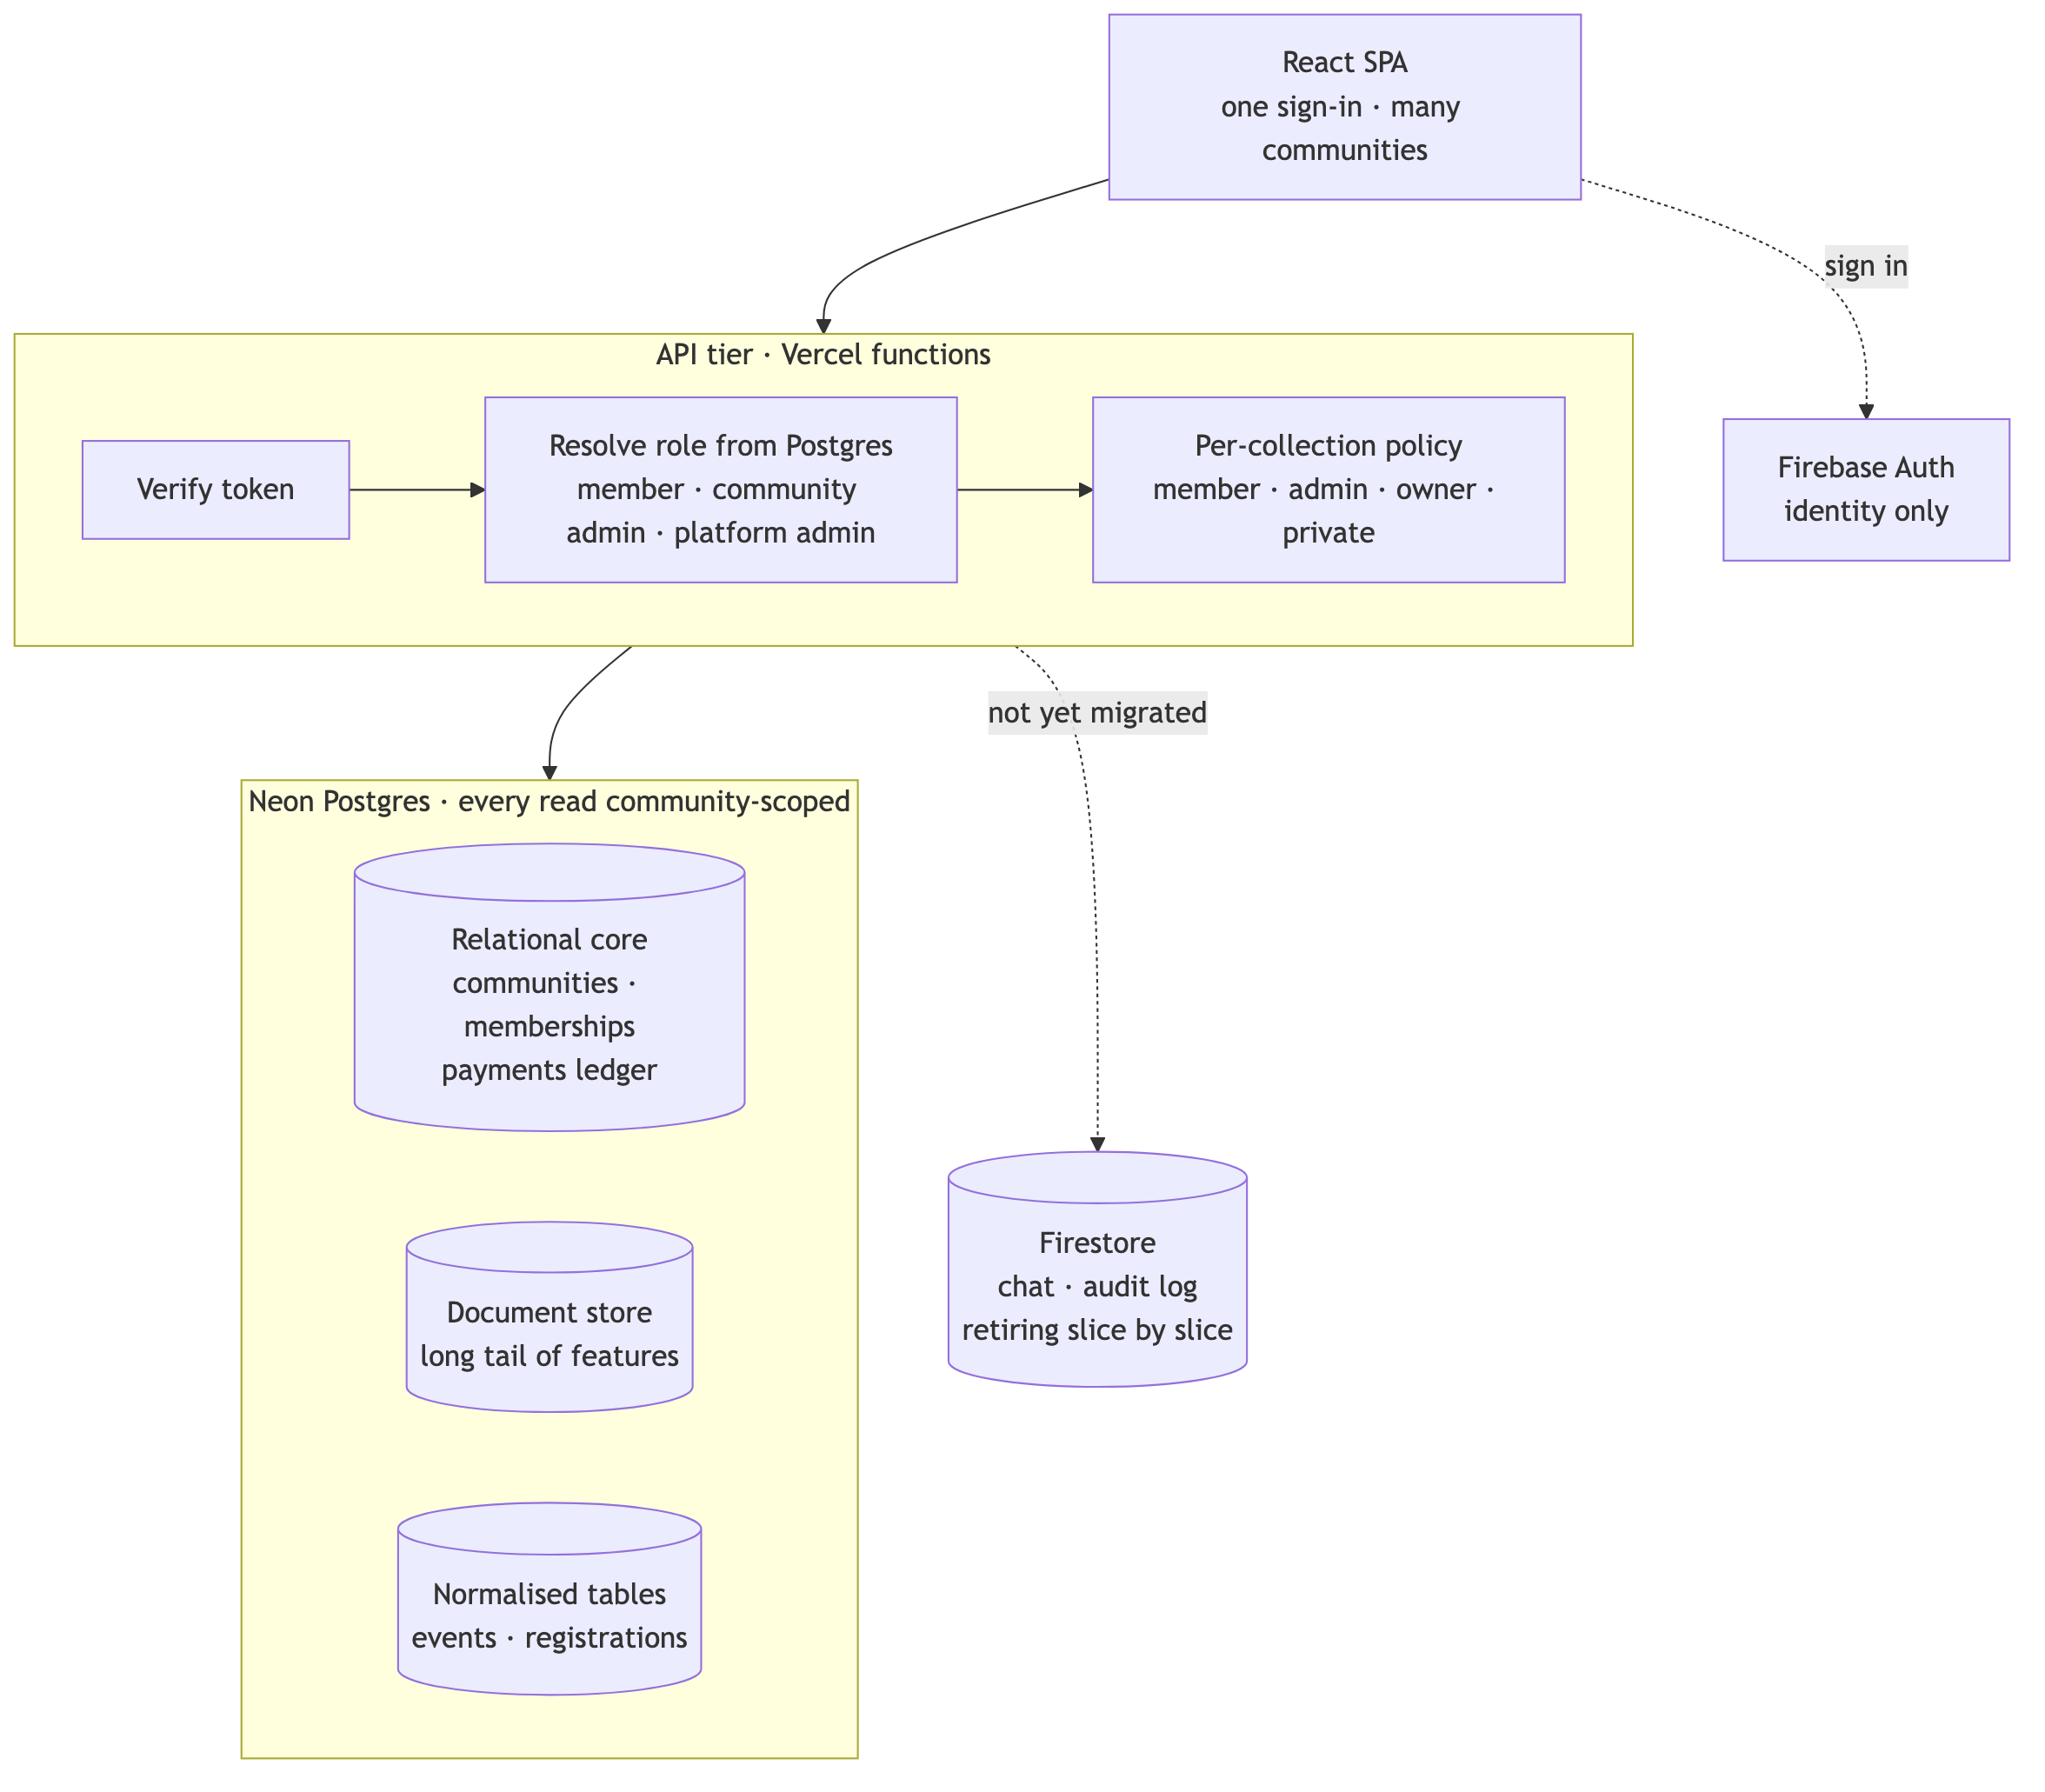 React SPA
one sign-in · many
communities
sign in
API tier · Vercel functions
Verify token
Resolve role from Postgres
member · community
admin · platform admin
Per-collection policy
member · admin · owner ·
private
Firebase Auth
identity only
not yet migrated
Neon Postgres · every read community-scoped
Relational core
communities ·
memberships
payments ledger
Document store
long tail of features
Normalised tables
events · registrations
Firestore
chat · audit log
retiring slice by slice